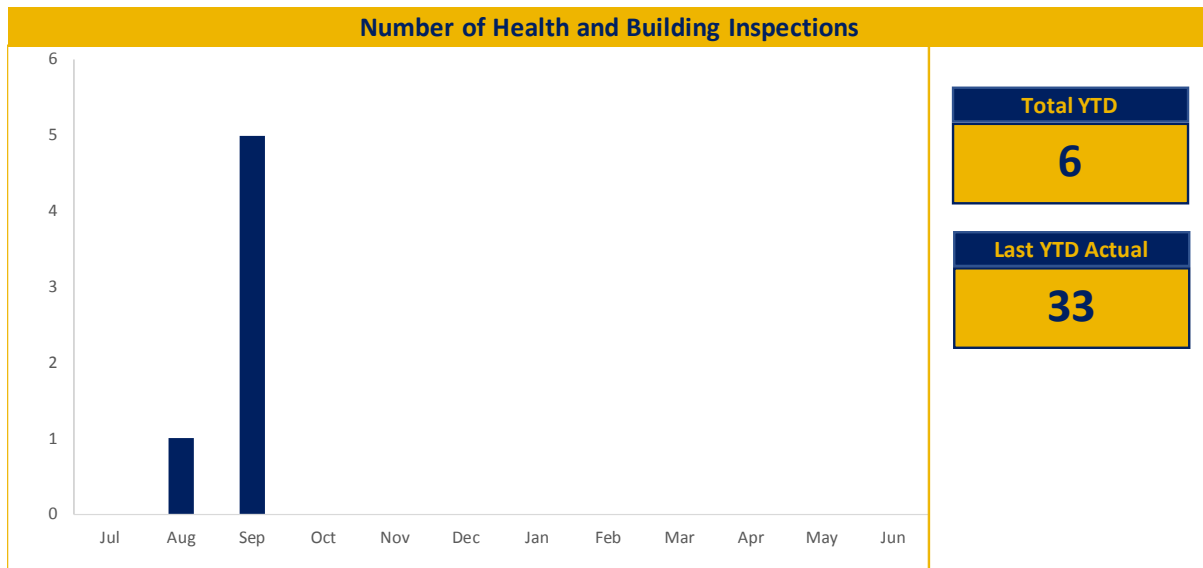 Number of Health and Building Inspections
6
5
4
3
2
1
0
Jul Aug Sep Oct Nov Dec Jan Feb Mar Apr May Jun
Total YTD
6
Last YTD Actual
33